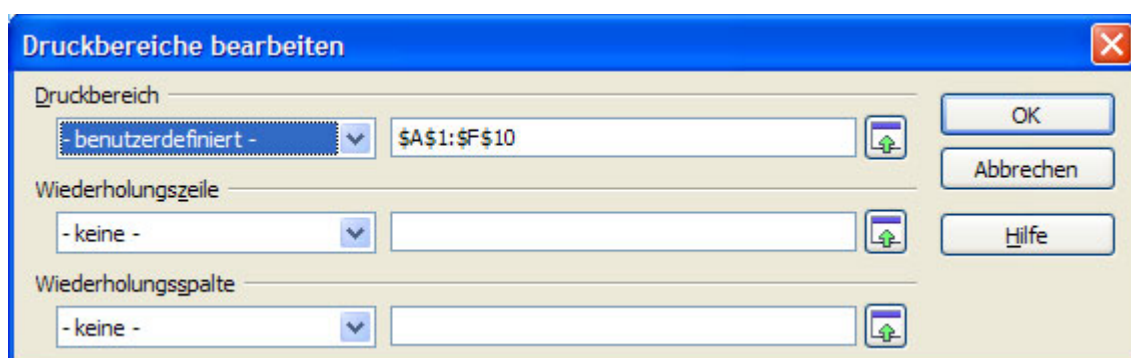 Druckbereiche bearbeiten
Druckbereich
- benutzerdefiniert -
$A$1:$F$10
OK
Abbrechen
Wiederholungszeile
- keine -
Hilfe
Wiederholungsspalte
- keine -